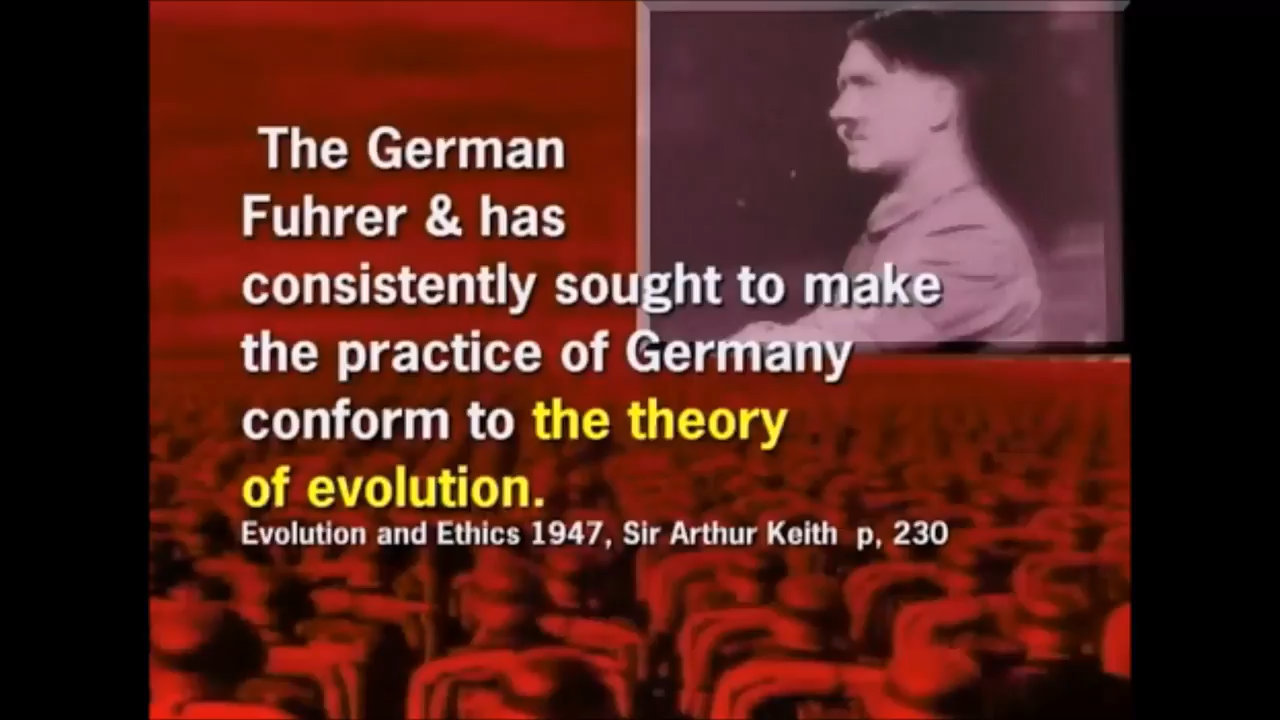 The German
Fuhrer & has
consistently sought to make
the practice of Germany
conform to the theory
of evolution.
Evolution and Ethics 1947, Sir Arthur Keith p, 230